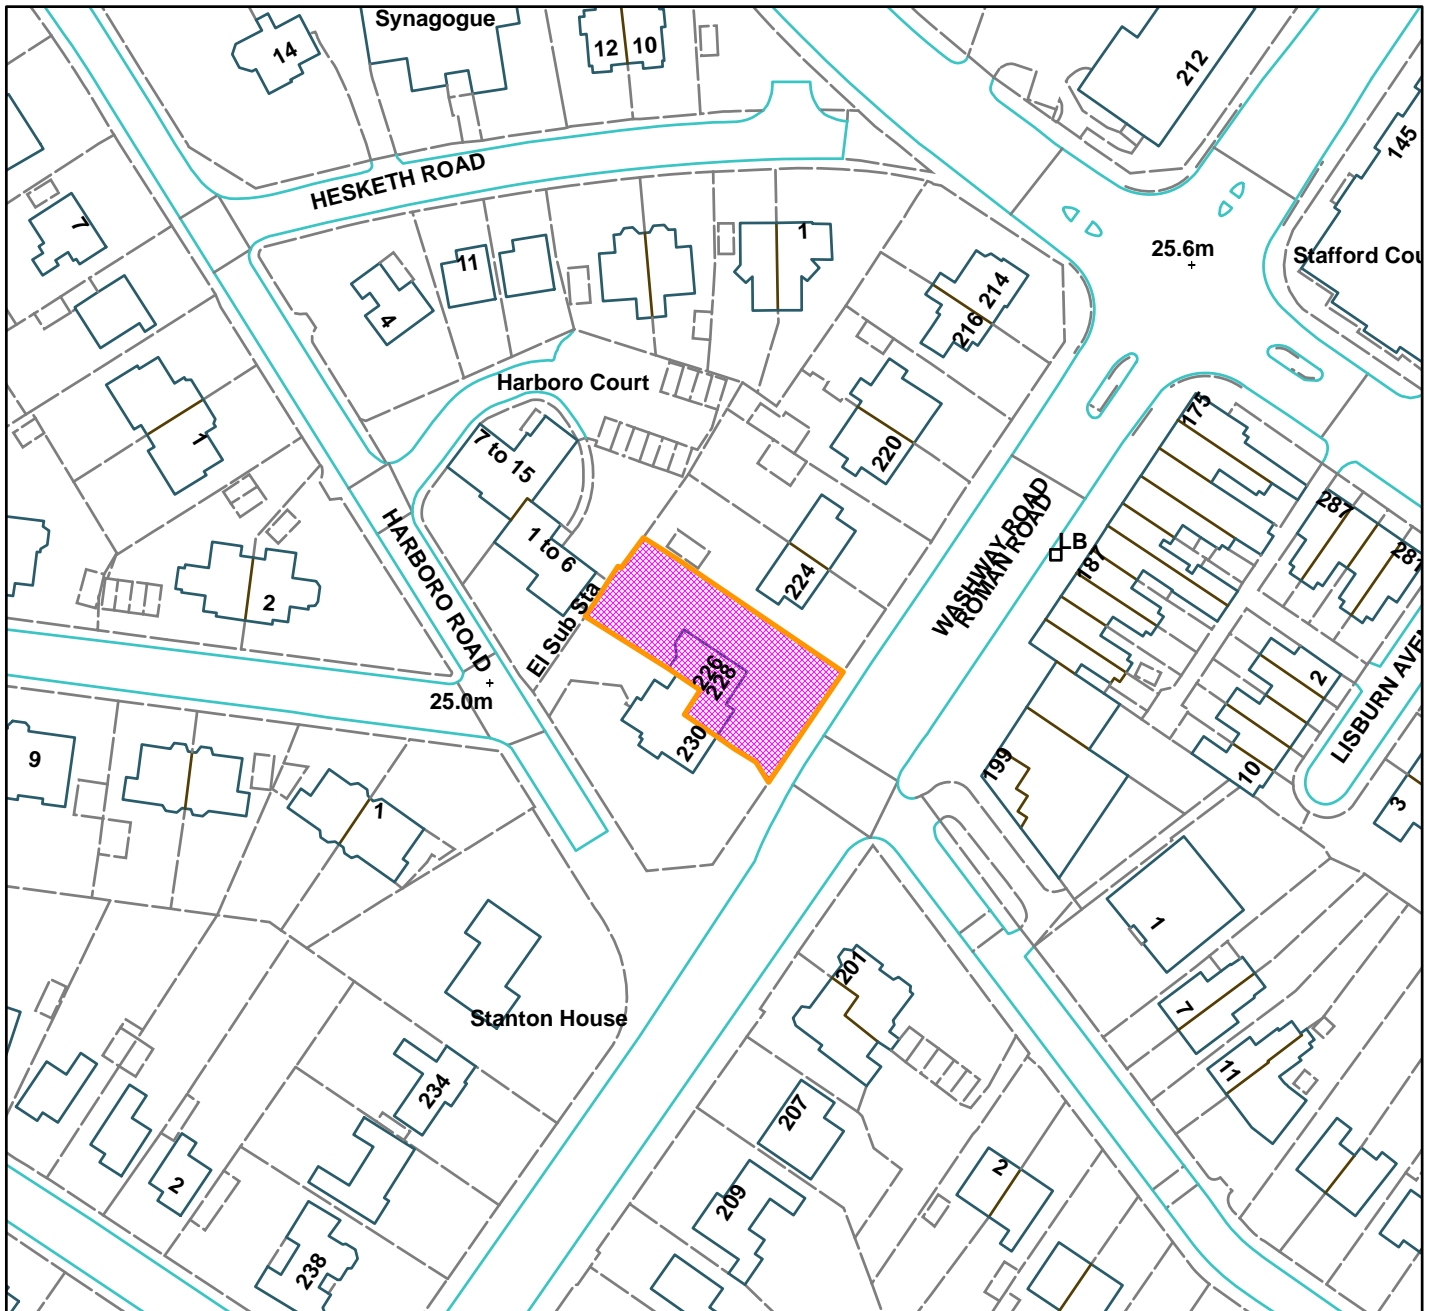 Synagogue
14
12
10
212
145
HESKETH ROAD
7
11
1
4
25.6m
Stafford Cou
214
216
Harboro Court
1
7 to 15
220
175
HARBORO ROAD
1 to 6
WASHWAY ROAD
ROMAN ROAD
LB
287
281
187
224
2
El Sub Sta
226
228
25.0m
230
2
LISBURN AVEN
9
199
10
3
1
1
201
7
Stanton House
11
234
207
2
2
209
238